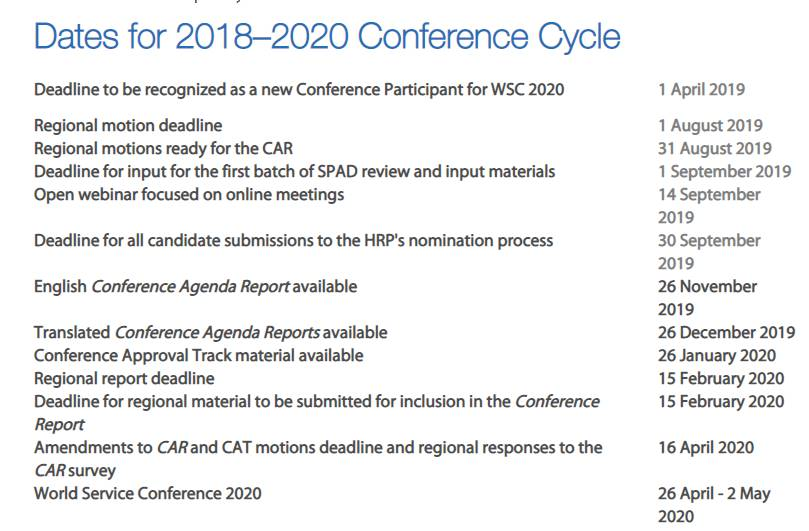 Dates for 2018–2020 Conference Cycle
Deadline to be recognized as a new Conference Participant for WSC 2020 1 April 2019
Regional motion deadline 1 August 2019
Regional motions ready for the CAR 31 August 2019
Deadline for input for the first batch of SPAD review and input materials 1 September 2019
Open webinar focused on online meetings 14 September
2019
Deadline for all candidate submissions to the HRP's nomination process 30 September
2019
English Conference Agenda Report available 26 November
2019
Translated Conference Agenda Reports available 26 December 2019
Conference Approval Track material available 26 January 2020
Regional report deadline 15 February 2020
Deadline for regional material to be submitted for inclusion in the Conference 15 February 2020
Report
Amendments to CAR and CAT motions deadline and regional responses to the 16 April 2020
CAR survey
World Service Conference 2020 26 April - 2 May
2020